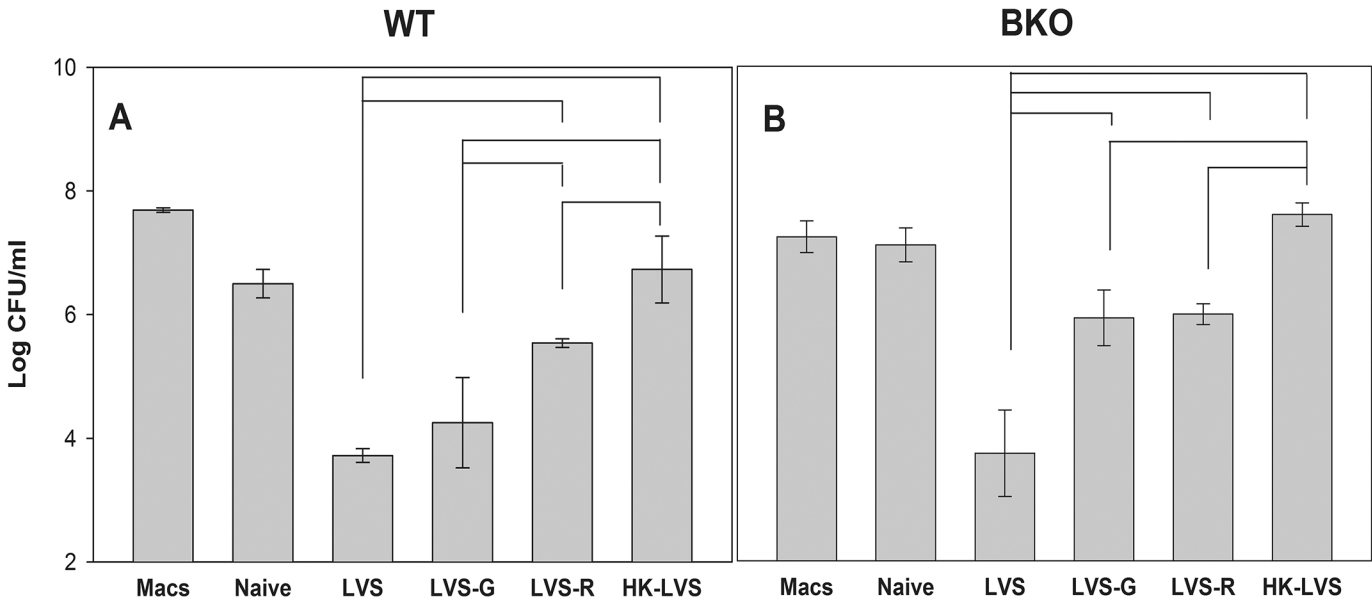 WT BKO
A B
10
8
6
4
2
Log CFU/ml
Macs Naive LVS LVS-G LVS-R HK-LVS Macs Naive LVS LVS-G LVS-R HK-LVS